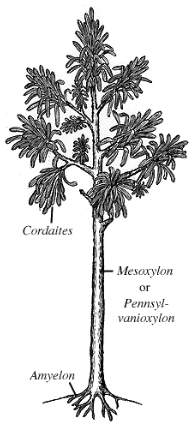 Cordaites
Mesoxylon
or
Pennsyl-
vanioxylon
Amyelon